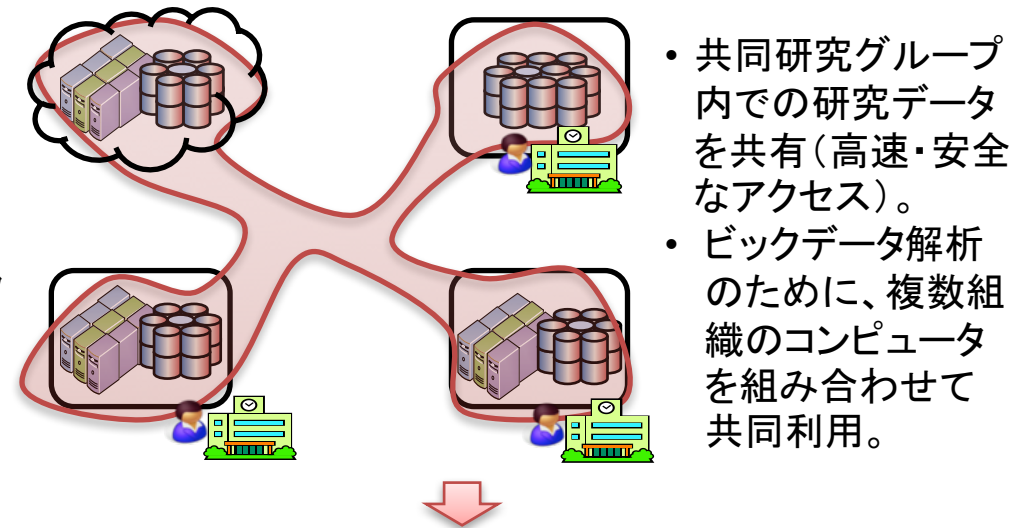 • 共同研究グループ
内での研究データ
を共有（高速・安全
なアクセス）。
• ビックデータ解析
のために、複数組
織のコンピュータ
を組み合わせて
共同利用。